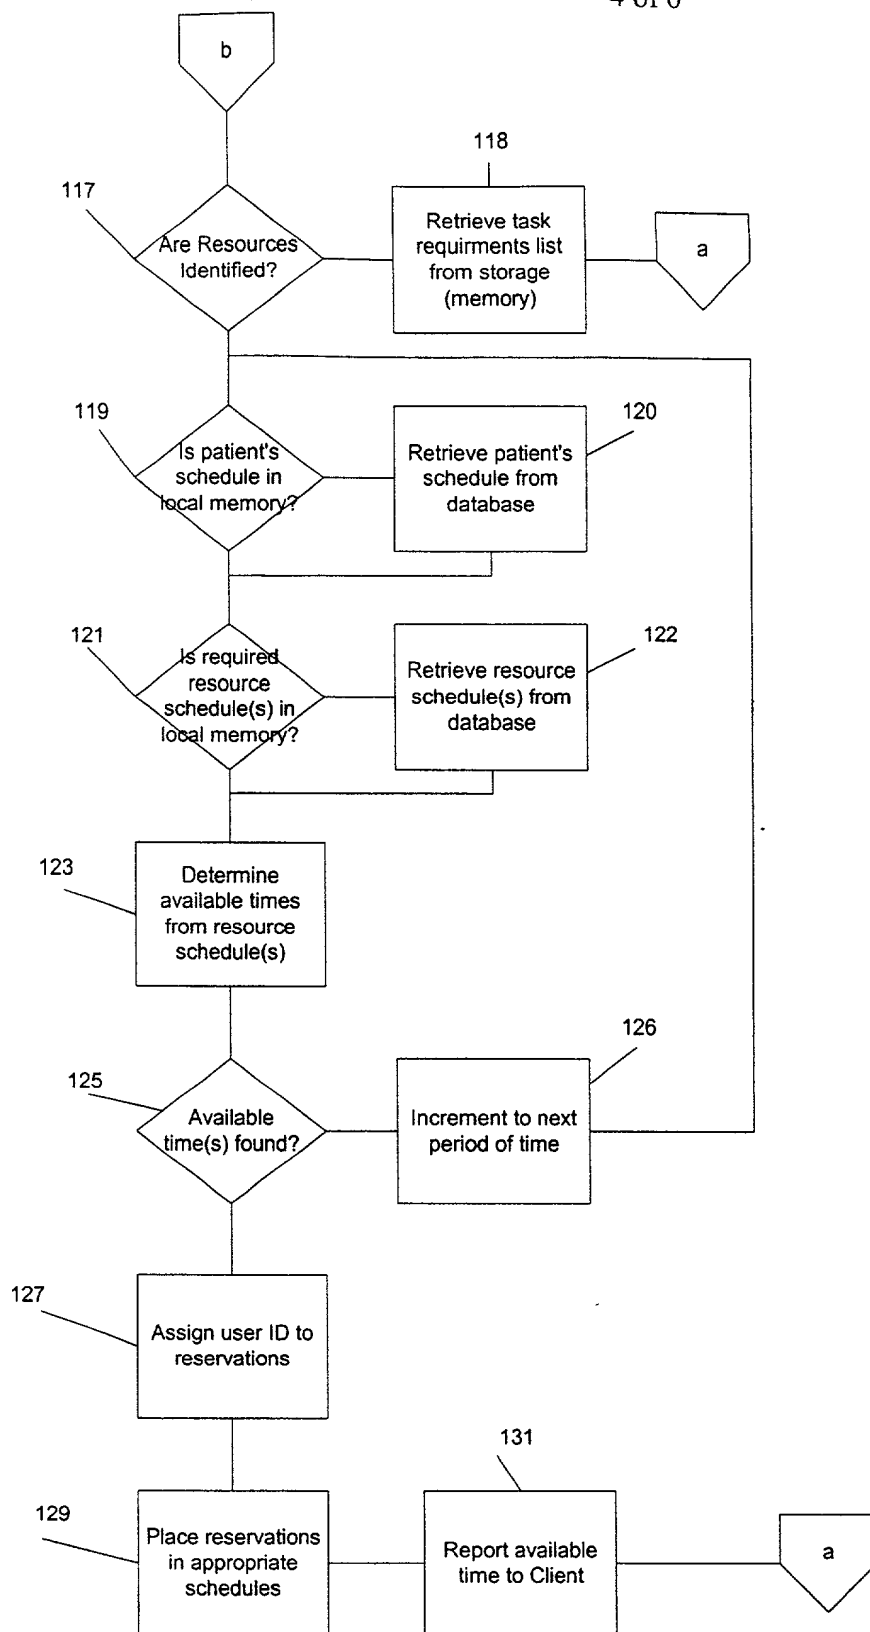 b
118
117
Are Resources
Identified?
Retrieve task
requirments list
from storage
(memory)
a
119
Is patient's
schedule in
local memory?
120
Retrieve patient's
schedule from
database
121
Is required
resource
schedule(s) in
local memory?
122
Retrieve resource
schedule(s) from
database
123
Determine
available times
from resource
schedule(s)
125
Available
time(s) found?
126
Increment to next
period of time
127
Assign user ID to
reservations
129
Place reservations
in appropriate
schedules
131
Report available
time to Client
a